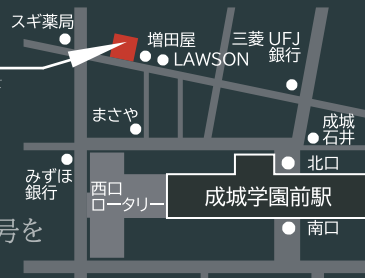 スギ薬局
増田屋
LAWSON
三菱 UFJ
銀行
まさや
成城
石井
みずほ
銀行
西口
ロータリー
北口
成城学園前駅
南口
号を